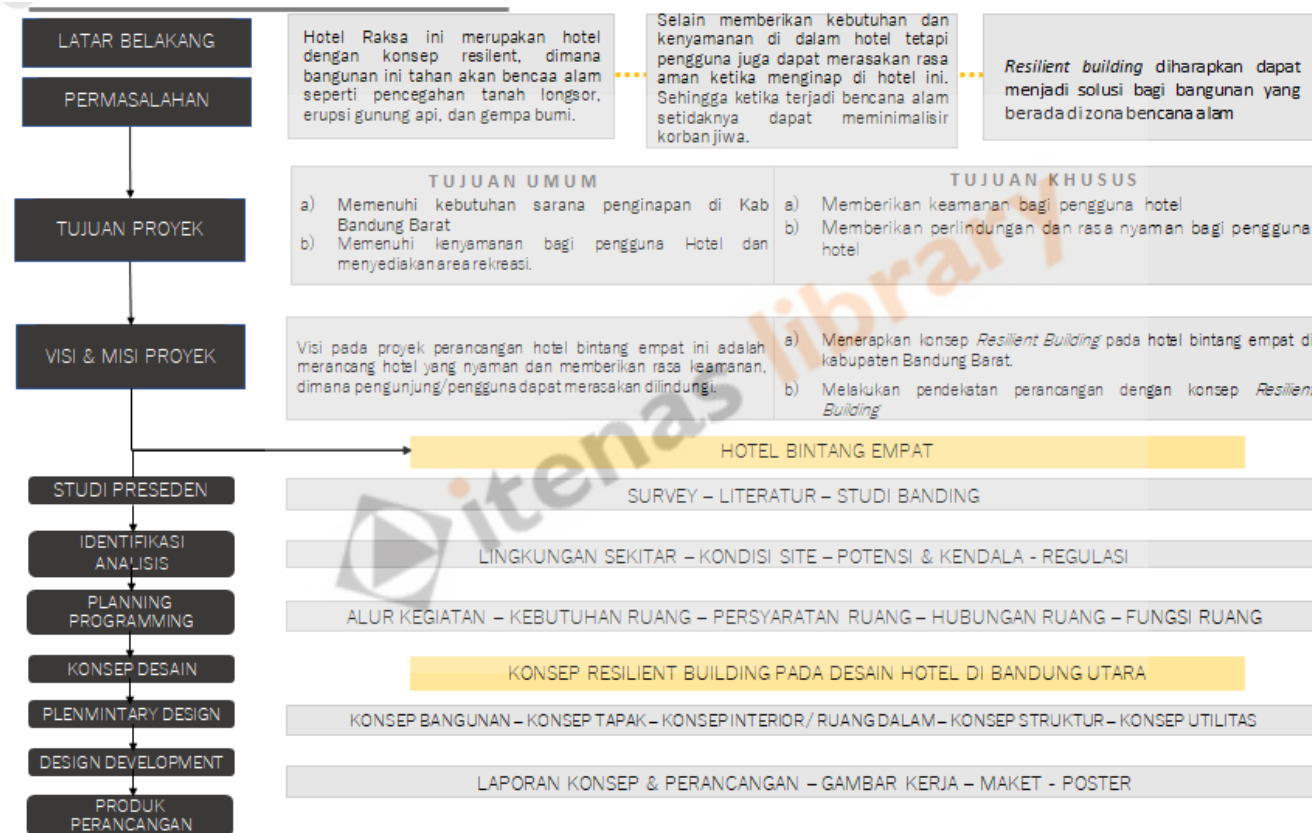 LATAR BELAKANG
PERMASALAHAN
Hotel Raksa ini merupakan hotel
dengan konsep resilent, dimana
bangunan ini tahan akan bencaa alam
seperti pencegahan tanah longsor,
erupsi gunung api, dan gempa bumi.
Selain memberikan kebutuhan dan
kenyamanan di dalam hotel tetapi
pengguna juga dapat merasakan rasa
aman ketika menginap di hotel ini.
Sehingga ketika terjadi bencana alam
setidaknya dapat meminimalisir
korban jiwa.
Resilient building diharapkan dapat
menjadi solusi bagi bangunan yang
berada di zona bencana alam
TUJUAN PROYEK
TUJUAN UMUM
a) Memenuhi kebutuhan sarana penginapan di Kab
Bandung Barat
b) Memenuhi kenyamanan bagi pengguna Hotel dan
menyediakan area rekreasi.
TUJUAN KHUSUS
a) Memberikan keamanan bagi pengguna hotel
b) Memberikan perlindungan dan rasa nyaman bagi pengguna
hotel
VISI & MISI PROYEK
Visi pada proyek perancangan hotel bintang empat ini adalah
merancang hotel yang nyaman dan memberikan rasa keamanan,
dimana pengunjung/pengguna dapat merasakan dilindungi.
a) Menerapkan konsep Resilient Building pada hotel bintang empat di
kabupaten Bandung Barat.
b) Melakukan pendekatan perancangan dengan konsep Resilient
Building
HOTEL BINTANG EMPAT
STUDI PRESEDEN
SURVEY – LITERATUR – STUDI BANDING
IDENTIFIKASI
ANALISIS
LINGKUNGAN SEKITAR – KONDISI SITE – POTENSI & KENDALA - REGULASI
PLANNING
PROGRAMMING
ALUR KEGIATAN – KEBUTUHAN RUANG – PERSYARATAN RUANG – HUBUNGAN RUANG – FUNGSI RUANG
KONSEP DESAIN
KONSEP RESILIENT BUILDING PADA DESAIN HOTEL DI BANDUNG UTARA
PLENMINTARY DESIGN
KONSEP BANGUNAN – KONSEP TAPAK – KONSEP INTERIOR/ RUANG DALAM – KONSEP STRUKTUR – KONSEP UTILITAS
DESIGN DEVELOPMENT
LAPORAN KONSEP & PERANCANGAN – GAMBAR KERJA – MAKET - POSTER
PRODUK
PERANCANGAN
itenas library